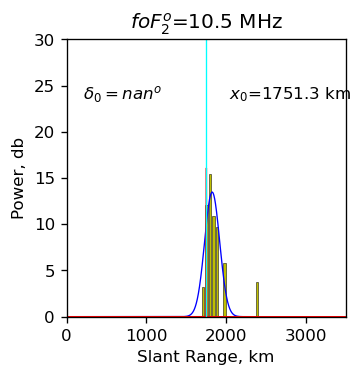 foF₂ᵒ=10.5 MHz
30
δ₀ = nanᵒ
x₀=1751.3 km
25
20
15
10
5
0
Power, db
0 1000 2000 3000
Slant Range, km